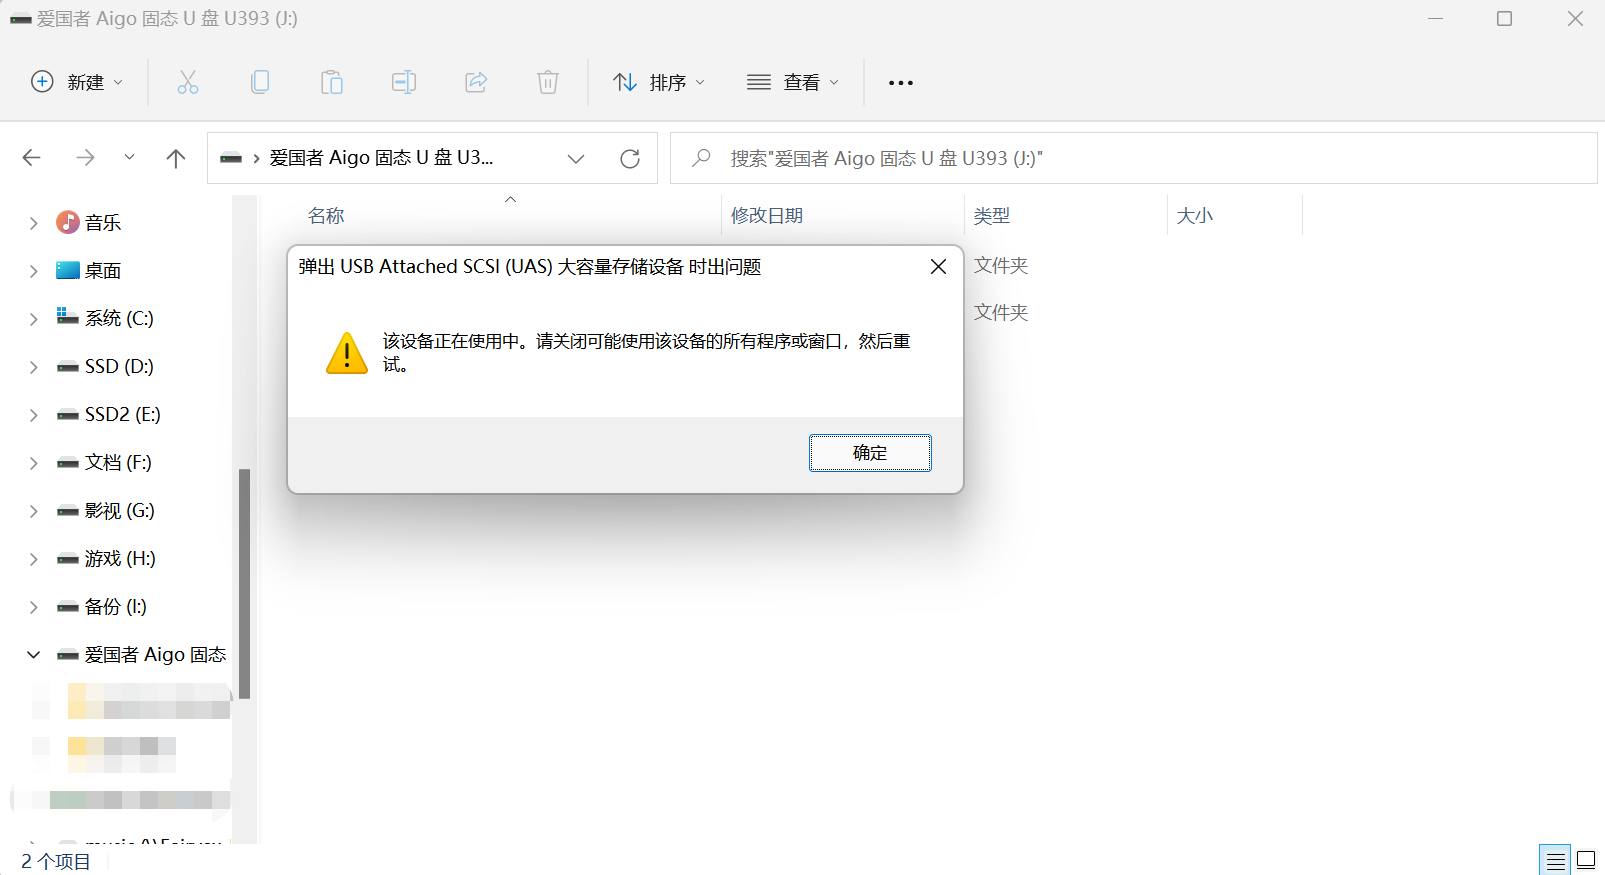 爱国者 Aigo 固态 U 盘 U393 (J:)
新建
排序
查看
爱国者 Aigo 固态 U 盘 U3...
搜索"爱国者 Aigo 固态 U 盘 U393 (J:)"
名称
修改日期
类型
大小
音乐
桌面
系统 (C:)
SSD (D:)
SSD2 (E:)
文档 (F:)
影视 (G:)
游戏 (H:)
备份 (I:)
爱国者 Aigo 固态
文件夹
文件夹
弹出 USB Attached SCSI (UAS) 大容量存储设备 时出问题
该设备正在使用中。请关闭可能使用该设备的所有程序或窗口，然后重
试。
确定
2 个项目